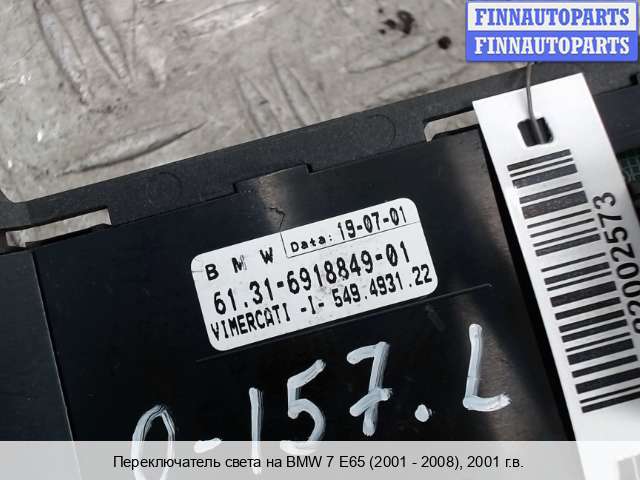 FINNAUTOPARTS
FINNAUTOPARTS
BMW Data: 19-07-01
61.31-6918849-01
VIMERCATI -I- 549.4931.22
0-157.L
Переключатель света на BMW 7 E65 (2001 - 2008), 2001 г.в.